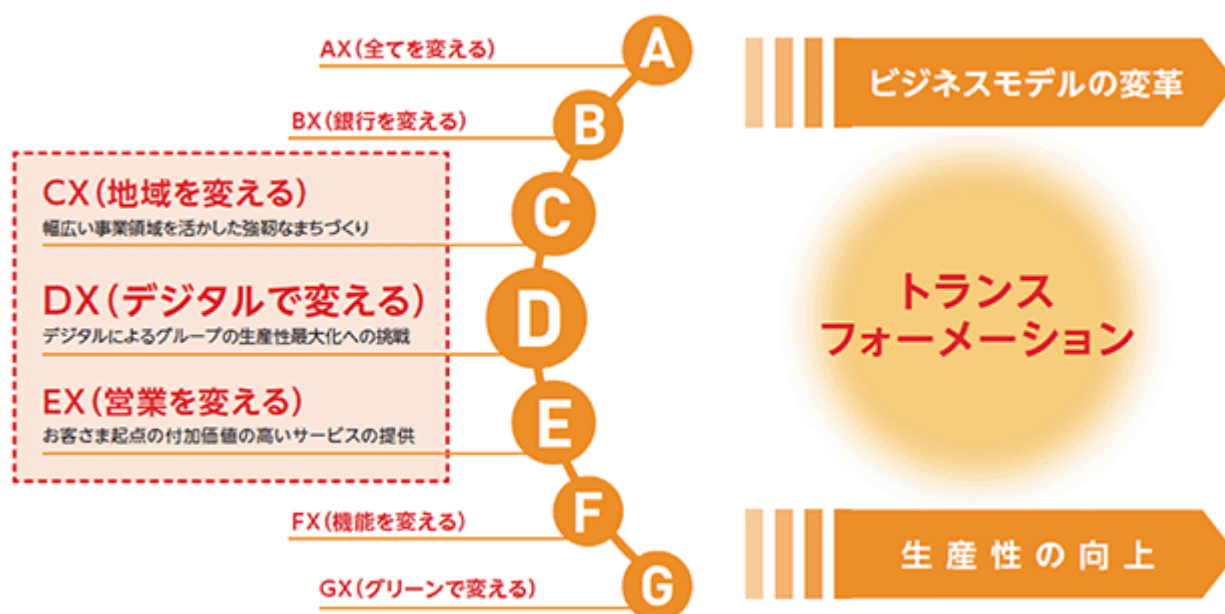 AX(全てを変える)
A
BX(銀行を変える)
B
CX(地域を変える)
幅広い事業領域を活かした強靭なまちづくり
C
DX(デジタルで変える)
デジタルによるグループの生産性最大化への挑戦
D
EX(営業を変える)
お客さま起点の付加価値の高いサービスの提供
E
FX(機能を変える)
F
GX(グリーンで変える)
G
ビジネスモデルの変革
トランス
フォーメーション
生産性の向上